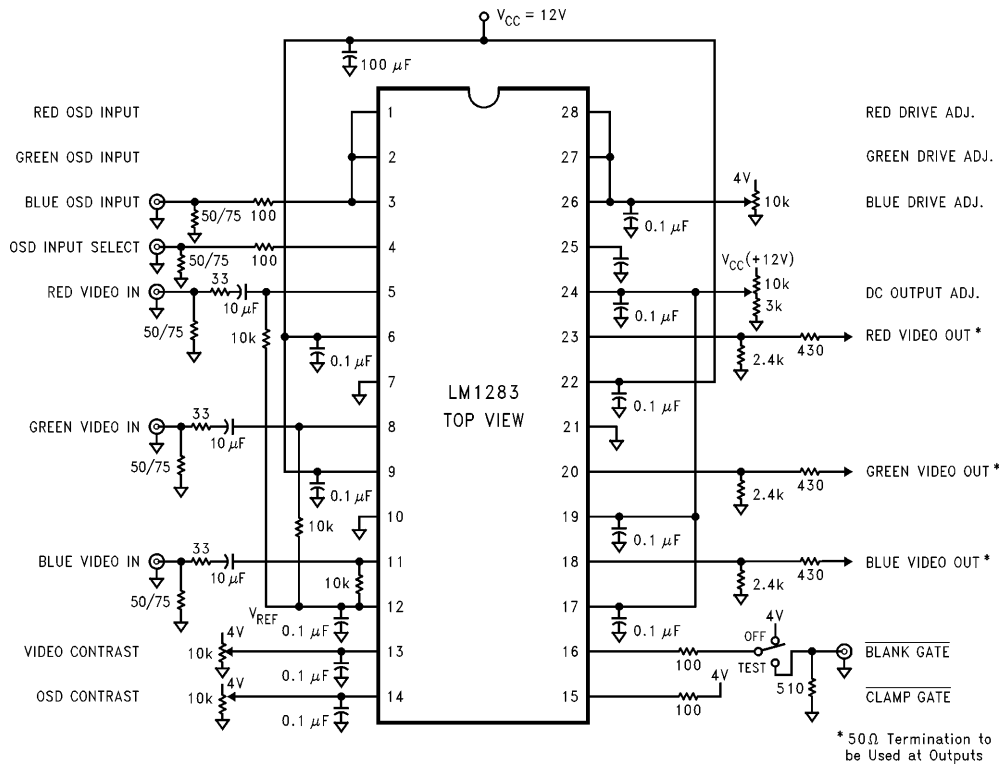 V_CC = 12V
100 μF
RED OSD INPUT
1
28
RED DRIVE ADJ.
GREEN OSD INPUT
2
27
GREEN DRIVE ADJ.
BLUE OSD INPUT
50/75
100
3
26
0.1 μF
4V
10k
BLUE DRIVE ADJ.
OSD INPUT SELECT
50/75
100
4
25
V_CC (+12V)
10k
3k
RED VIDEO IN
50/75
33
10 μF
10k
5
24
0.1 μF
DC OUTPUT ADJ.
0.1 μF
6
23
2.4k
430
RED VIDEO OUT *
7
LM1283
TOP VIEW
22
0.1 μF
GREEN VIDEO IN
50/75
33
10 μF
8
21
0.1 μF
9
20
2.4k
430
GREEN VIDEO OUT *
10k
10
19
0.1 μF
BLUE VIDEO IN
50/75
33
10 μF
10k
11
18
2.4k
430
BLUE VIDEO OUT *
V_REF
0.1 μF
12
17
0.1 μF
VIDEO CONTRAST
4V
10k
0.1 μF
13
16
100
OFF
TEST
4V
510
BLANK GATE
OSD CONTRAST
4V
10k
0.1 μF
14
15
100
4V
CLAMP GATE
* 50Ω Termination to
be Used at Outputs